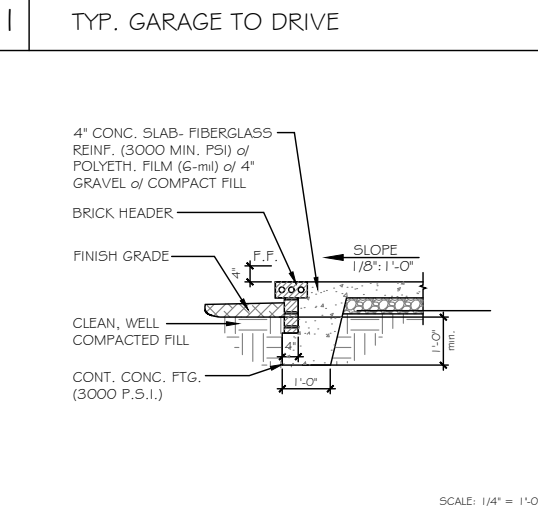 1
TYP. GARAGE TO DRIVE
4" CONC. SLAB- FIBERGLASS
REINF. (3000 MIN. PSI) o/
POLYETH. FILM (6-mil) o/ 4"
GRAVEL o/ COMPACT FILL
BRICK HEADER
FINISH GRADE
F.F.
4"
SLOPE
1/8":1'-0"
CLEAN, WELL
COMPACTED FILL
4"
1'-0"
min.
CONT. CONC. FTG.
(3000 P.S.I.)
1'-0"
SCALE: 1/4" = 1'-0